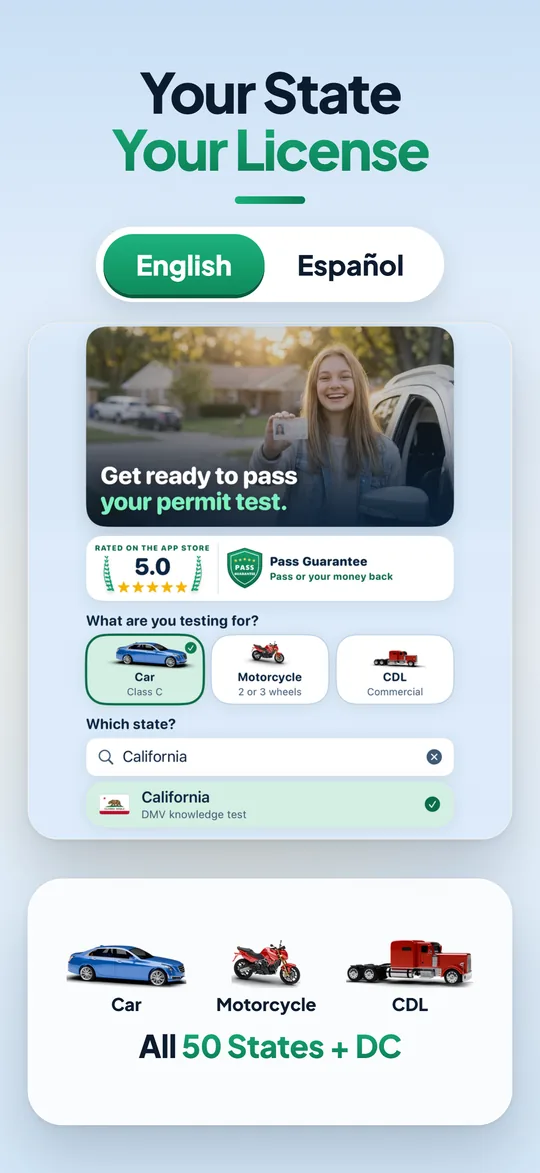 Your State
Your License
English
Español
Get ready to pass
your permit test.
RATED ON THE APP STORE
5.0
PASS
GUARANTEE
Pass Guarantee
Pass or your money back
What are you testing for?
Car
Class C
Motorcycle
2 or 3 wheels
CDL
Commercial
Which state?
California
California
DMV knowledge test
Car
Motorcycle
CDL
All 50 States + DC